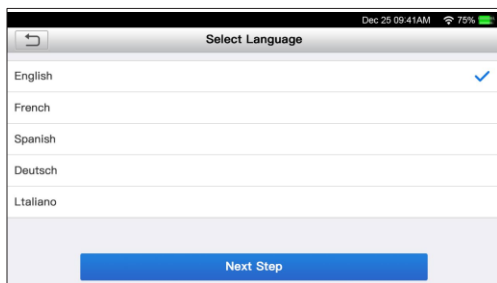 Dec 25 09:41AM 75%
Select Language
English
French
Spanish
Deutsch
Ltaliano
Next Step